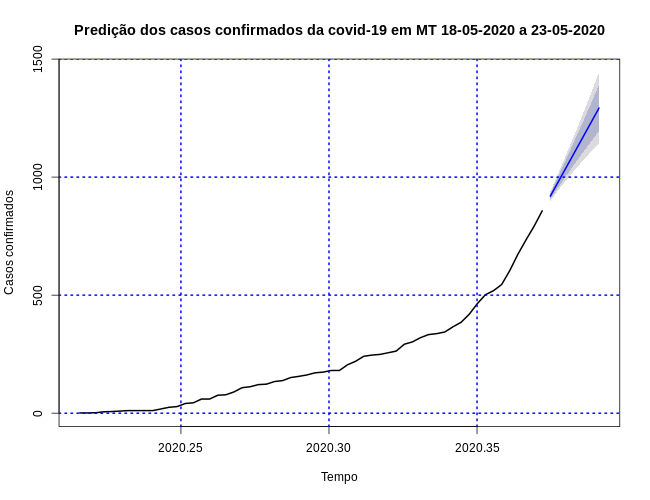 Predição dos casos confirmados da covid-19 em MT 18-05-2020 a 23-05-2020
Casos confirmados
1500
1000
500
0
2020.25
2020.30
2020.35
Tempo